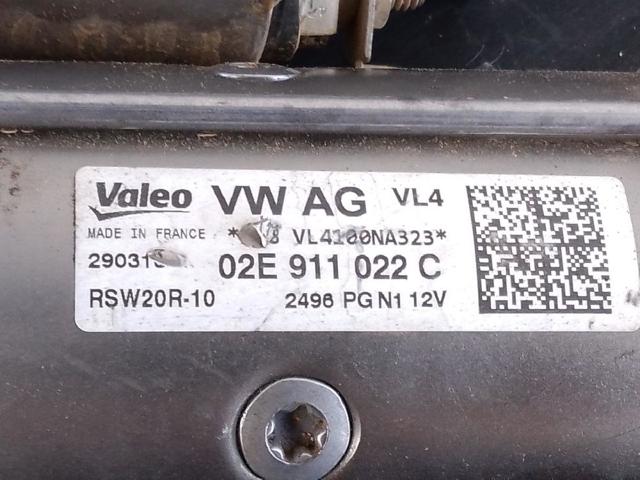 Valeo VW AG VL4
MADE IN FRANCE VL4100NA323*
02E 911 022 C
RSW20R-10 2496 PG N1 12V